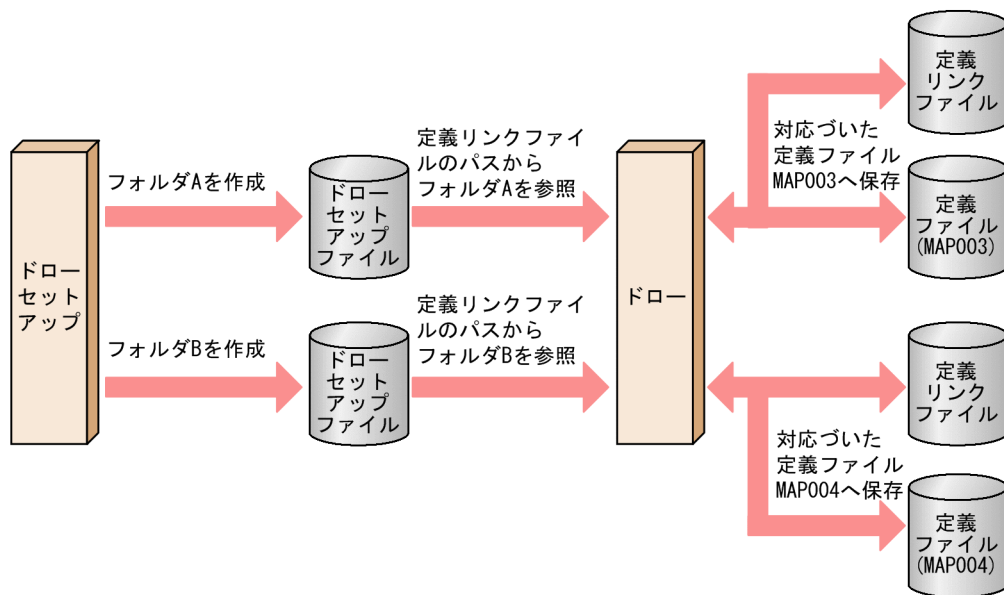 ドロー
セット
アップ
フォルダAを作成
ドロー
セット
アップ
ファイル
定義リンクファイ
ルのパスから
フォルダAを参照
フォルダBを作成
ドロー
セット
アップ
ファイル
定義リンクファイ
ルのパスから
フォルダBを参照
ドロー
定義
リンク
ファイル
対応づいた
定義ファイル
MAP003へ保存
定義
ファイル
(MAP003)
定義
リンク
ファイル
対応づいた
定義ファイル
MAP004へ保存
定義
ファイル
(MAP004)